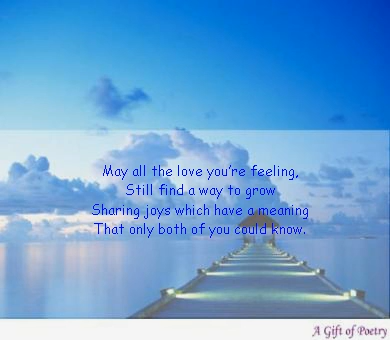 May all the love you're feeling,
Still find a way to grow
Sharing joys which have a meaning
That only both of you could know.
A Gift of Poetry